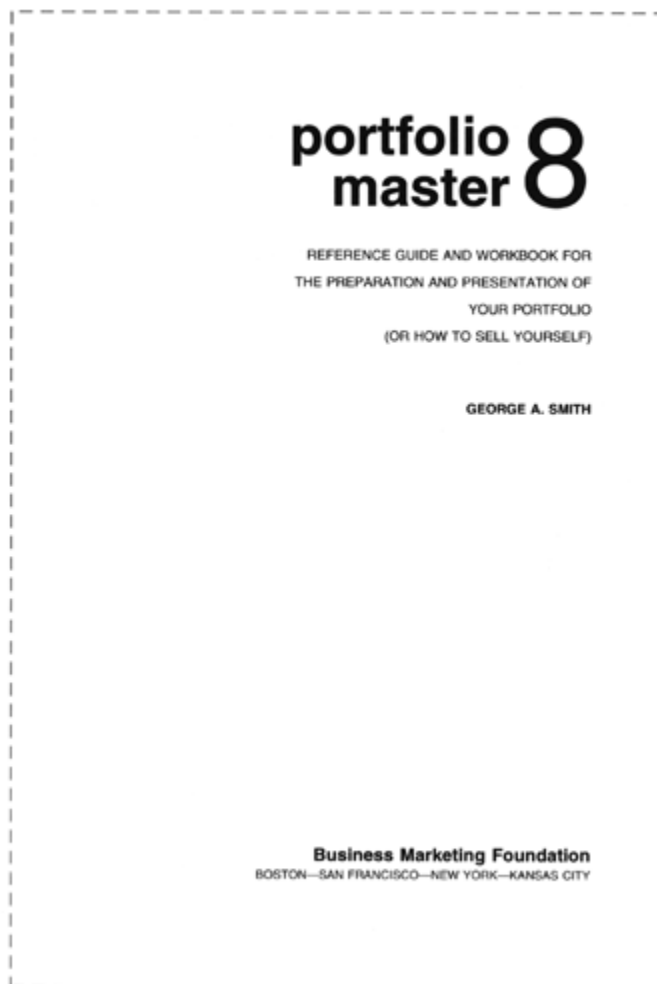 portfolio
master 8
REFERENCE GUIDE AND WORKBOOK FOR
THE PREPARATION AND PRESENTATION OF
YOUR PORTFOLIO
(OR HOW TO SELL YOURSELF)
GEORGE A. SMITH
Business Marketing Foundation
BOSTON—SAN FRANCISCO—NEW YORK—KANSAS CITY